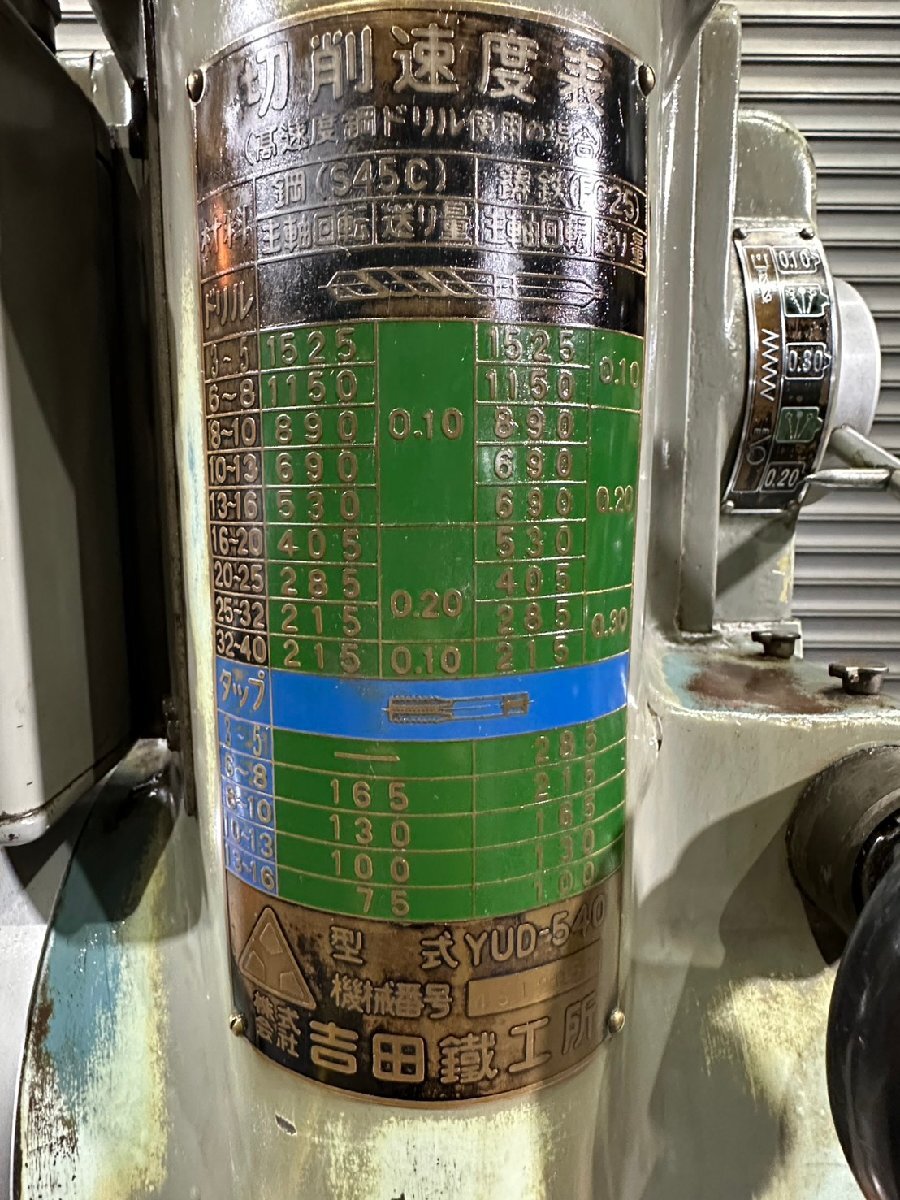 切削速度表
(高速度鋼ドリル使用の場合)
材料 鋼(S45C) 鋳鉄(FC25)
主軸回転 送り量 主軸回転 送り量
ドリル
3~5 1525 0.10 1525 0.10
6~8 1150 1150
8~10 890 890 0.20
10~13 690 690
13~16 530 690
16~20 405 0.20 530
20~25 285 405
25~32 215 285 0.30
32~40 215 0.10 215
タップ
3~5 — 285
6~8 165 215
8~10 130 165
10~13 100 130
13~16 75 100
型式 YUD-540
機械番号
株式会社 吉田鐵工所
0.10
0.30
0.20